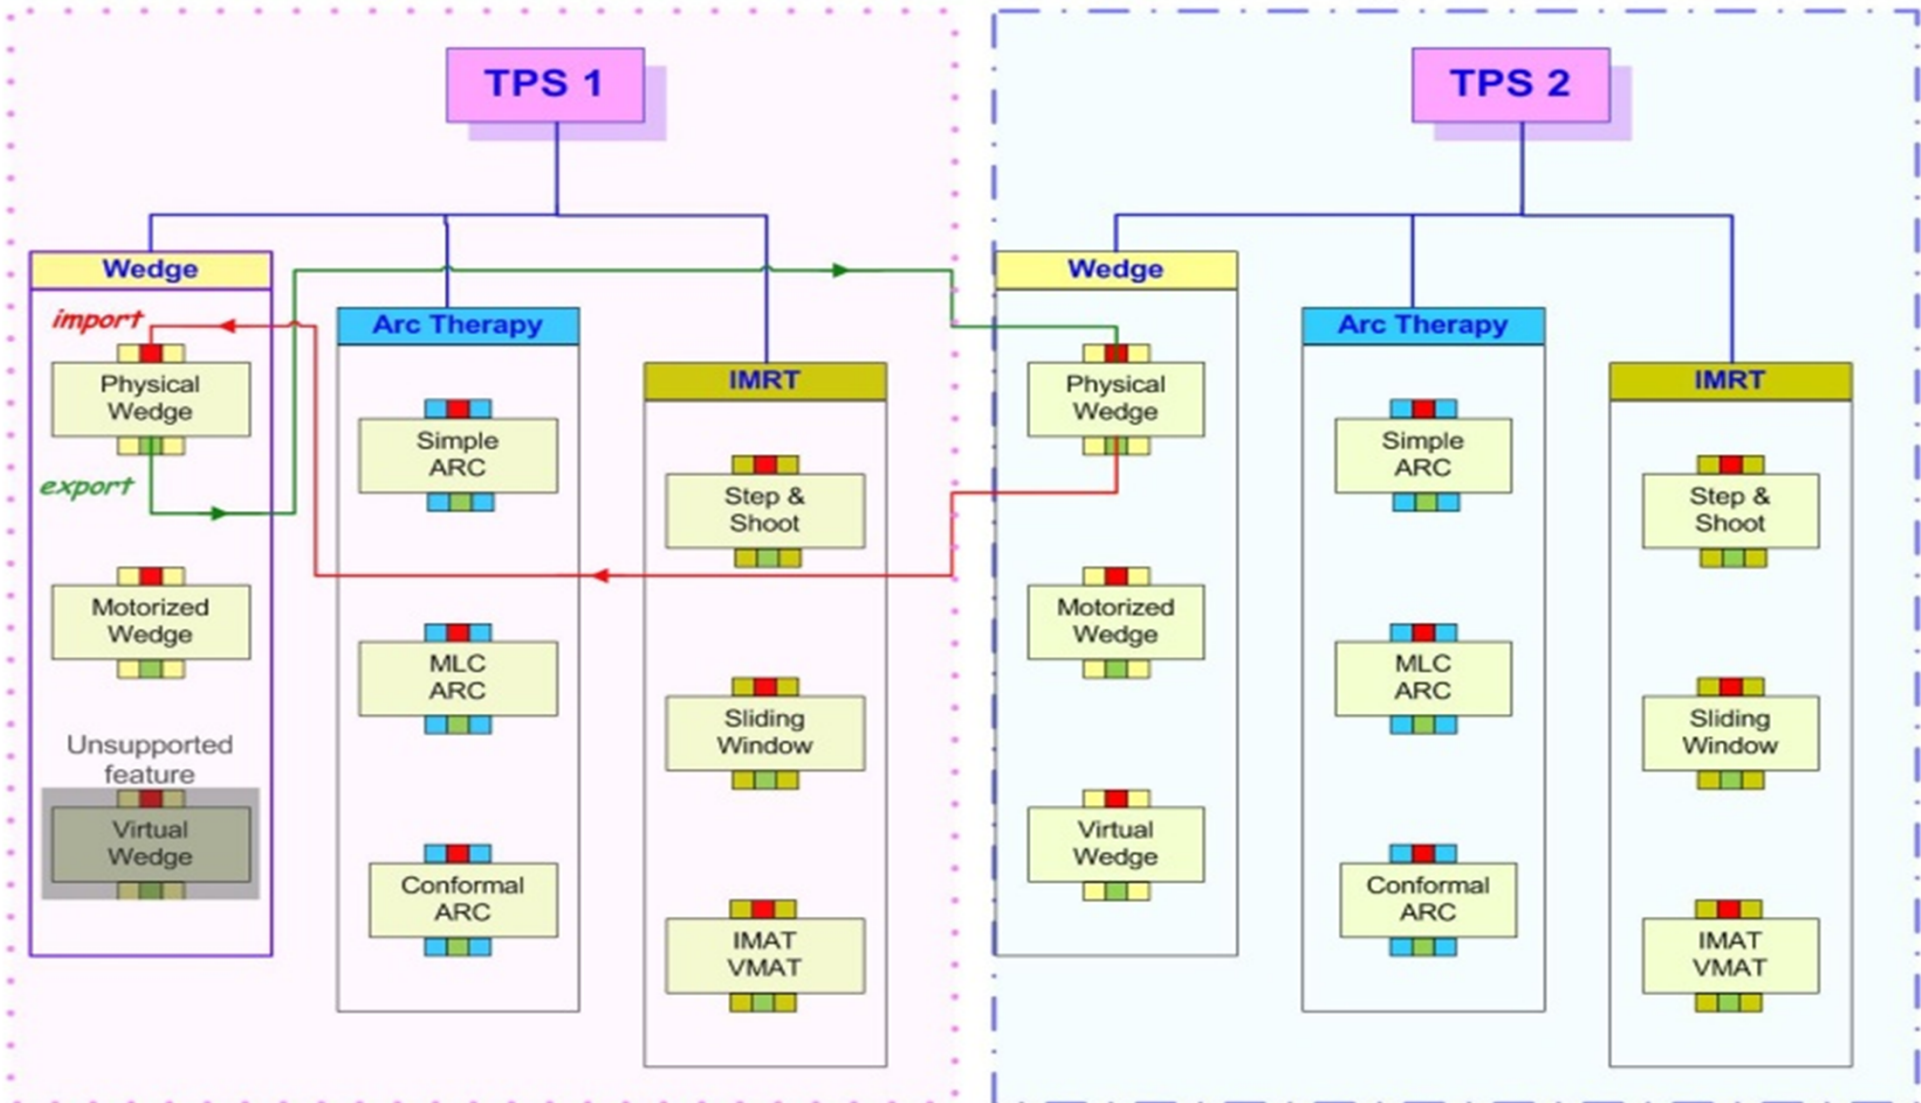 TPS 1
Wedge
import
Physical
Wedge
export
Motorized
Wedge
Unsupported
feature
Virtual
Wedge
Arc Therapy
Simple
ARC
MLC
ARC
Conformal
ARC
IMRT
Step &
Shoot
Sliding
Window
IMAT
VMAT
TPS 2
Wedge
Physical
Wedge
Motorized
Wedge
Virtual
Wedge
Arc Therapy
Simple
ARC
MLC
ARC
Conformal
ARC
IMRT
Step &
Shoot
Sliding
Window
IMAT
VMAT